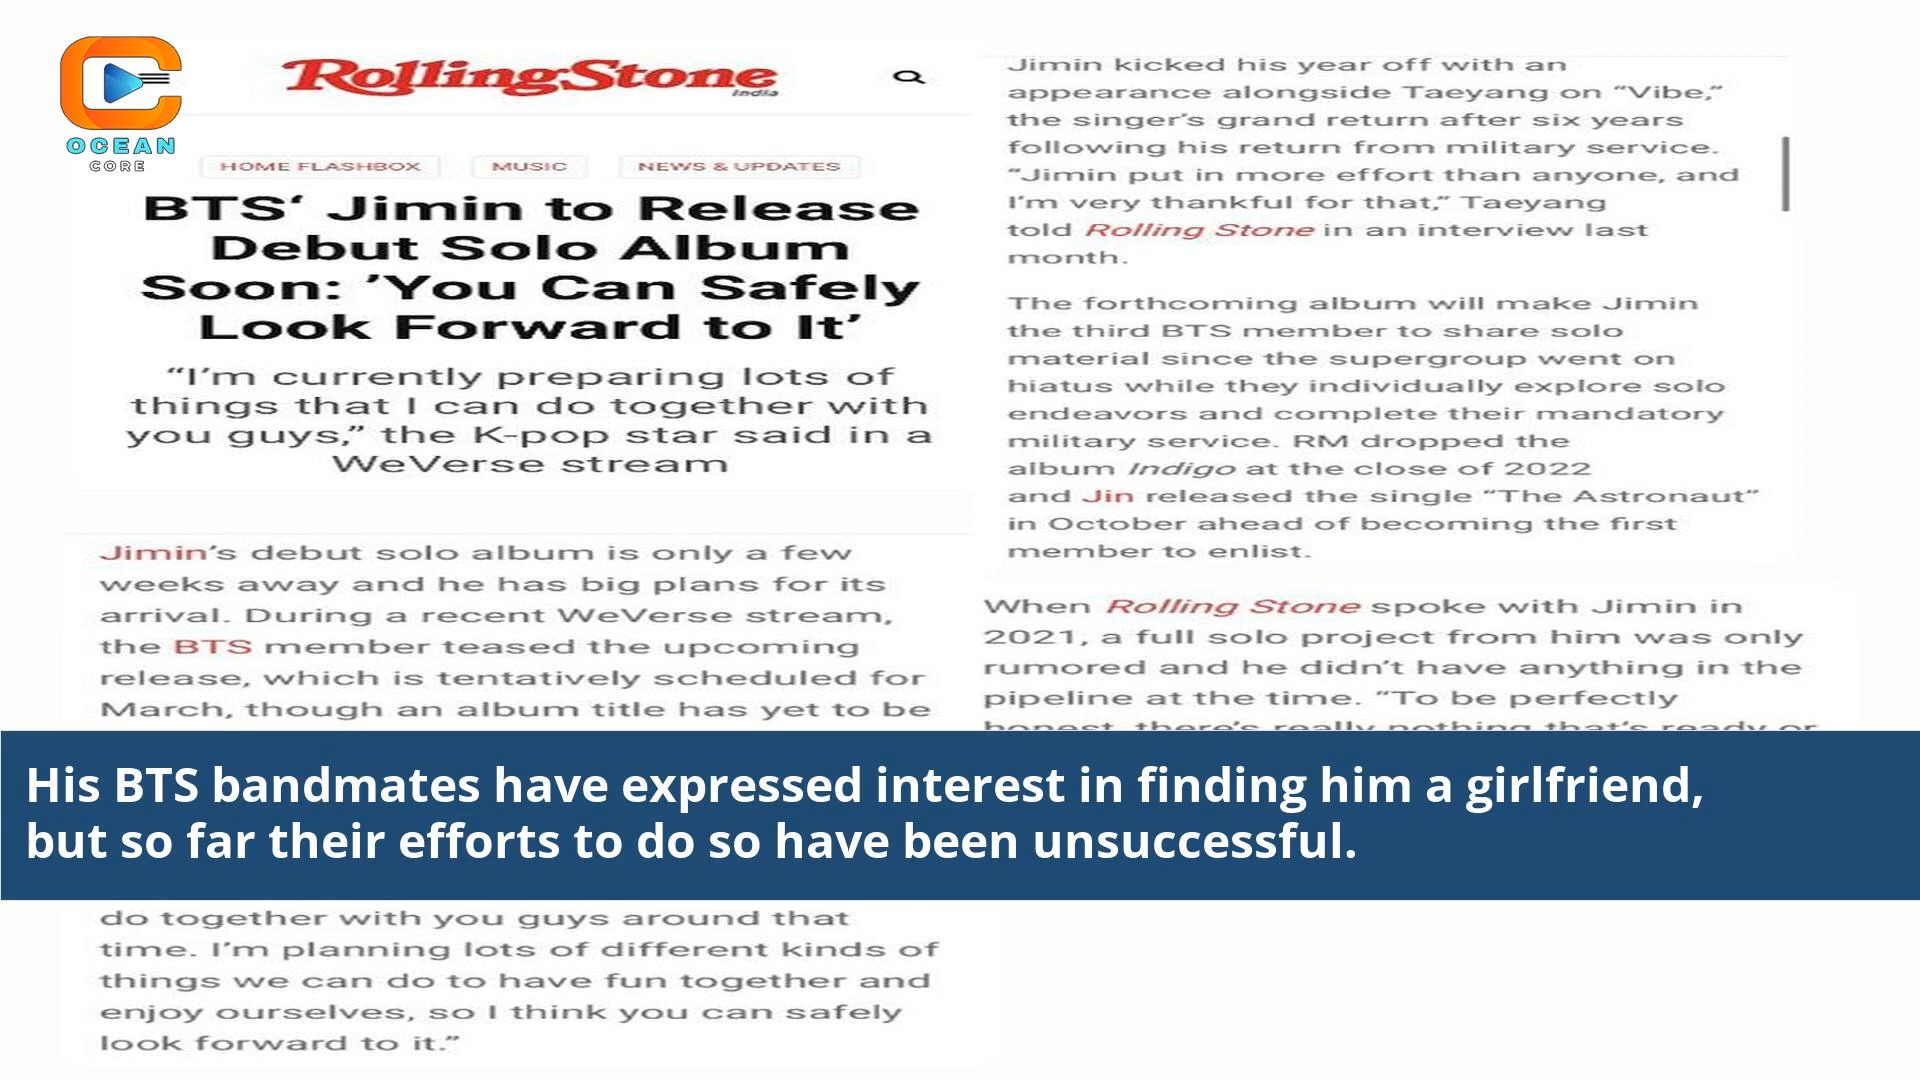 OCEAN
CORE
RollingStone
India
HOME FLASHBOX
MUSIC
NEWS & UPDATES
BTS‘ Jimin to Release
Debut Solo Album
Soon: ’You Can Safely
Look Forward to It’
“I’m currently preparing lots of
things that I can do together with
you guys,” the K-pop star said in a
WeVerse stream
Jimin’s debut solo album is only a few
weeks away and he has big plans for its
arrival. During a recent WeVerse stream,
the BTS member teased the upcoming
release, which is tentatively scheduled for
March, though an album title has yet to be
do together with you guys around that
time. I’m planning lots of different kinds of
things we can do to have fun together and
enjoy ourselves, so I think you can safely
look forward to it.”
Jimin kicked his year off with an
appearance alongside Taeyang on “Vibe,”
the singer’s grand return after six years
following his return from military service.
“Jimin put in more effort than anyone, and
I’m very thankful for that,” Taeyang
told Rolling Stone in an interview last
month.
The forthcoming album will make Jimin
the third BTS member to share solo
material since the supergroup went on
hiatus while they individually explore solo
endeavors and complete their mandatory
military service. RM dropped the
album Indigo at the close of 2022
and Jin released the single “The Astronaut”
in October ahead of becoming the first
member to enlist.
When Rolling Stone spoke with Jimin in
2021, a full solo project from him was only
rumored and he didn’t have anything in the
pipeline at the time. “To be perfectly
honest, there’s really nothing that’s ready or
His BTS bandmates have expressed interest in finding him a girlfriend,
but so far their efforts to do so have been unsuccessful.